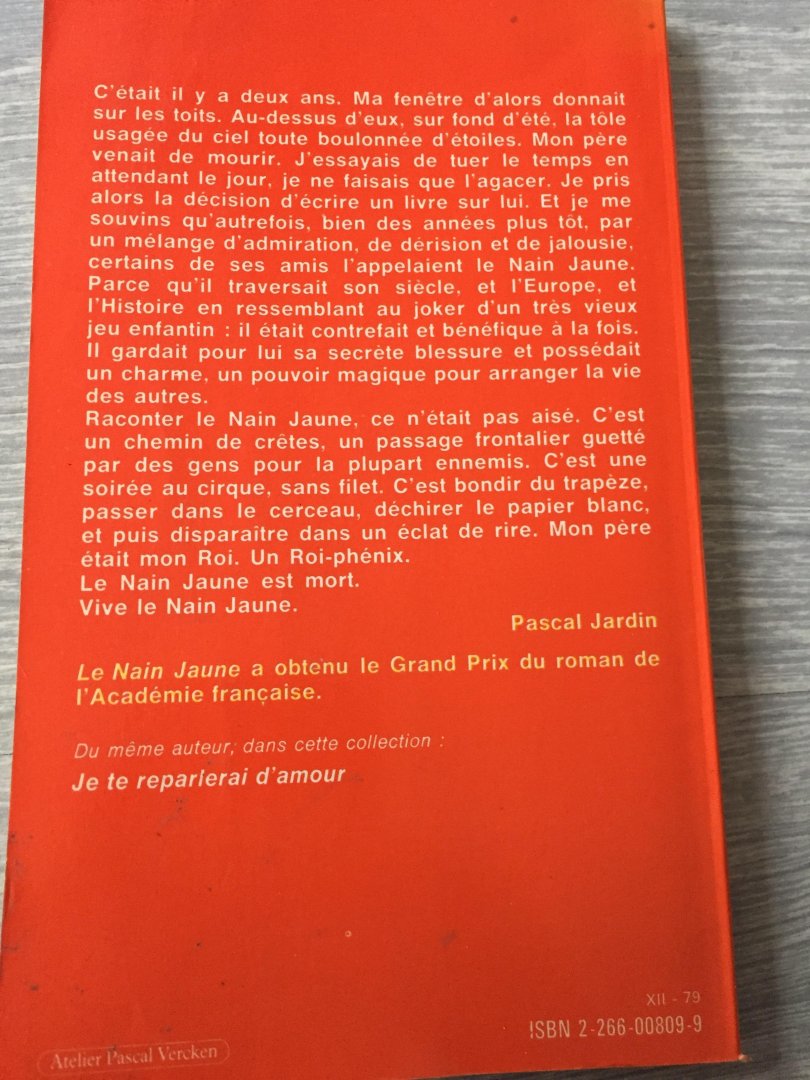 C'était il y a deux ans. Ma fenêtre d'alors donnait
sur les toits. Au-dessus d'eux, sur fond d'été, la tôle
usagée du ciel toute boulonnée d'étoiles. Mon père
venait de mourir. J'essayais de tuer le temps en
attendant le jour, je ne faisais que l'agacer. Je pris
alors la décision d'écrire un livre sur lui. Et je me
souvins qu'autrefois, bien des années plus tôt, par
un mélange d'admiration, de dérision et de jalousie,
certains de ses amis l'appelaient le Nain Jaune.
Parce qu'il traversait son siècle, et l'Europe, et
l'Histoire en ressemblant au joker d'un très vieux
jeu enfantin : il était contrefait et bénéfique à la fois.
Il gardait pour lui sa secrète blessure et possédait
un charme, un pouvoir magique pour arranger la vie
des autres.
Raconter le Nain Jaune, ce n'était pas aisé. C'est
un chemin de crêtes, un passage frontalier guetté
par des gens pour la plupart ennemis. C'est une
soirée au cirque, sans filet. C'est bondir du trapèze,
passer dans le cerceau, déchirer le papier blanc,
et puis disparaître dans un éclat de rire. Mon père
était mon Roi. Un Roi-phénix.
Le Nain Jaune est mort.
Vive le Nain Jaune.
Pascal Jardin
Le Nain Jaune a obtenu le Grand Prix du roman de
l'Académie française.
Du même auteur, dans cette collection :
Je te reparlerai d'amour
XII - 79
ISBN 2-266-00809-9
Atelier Pascal Vercken